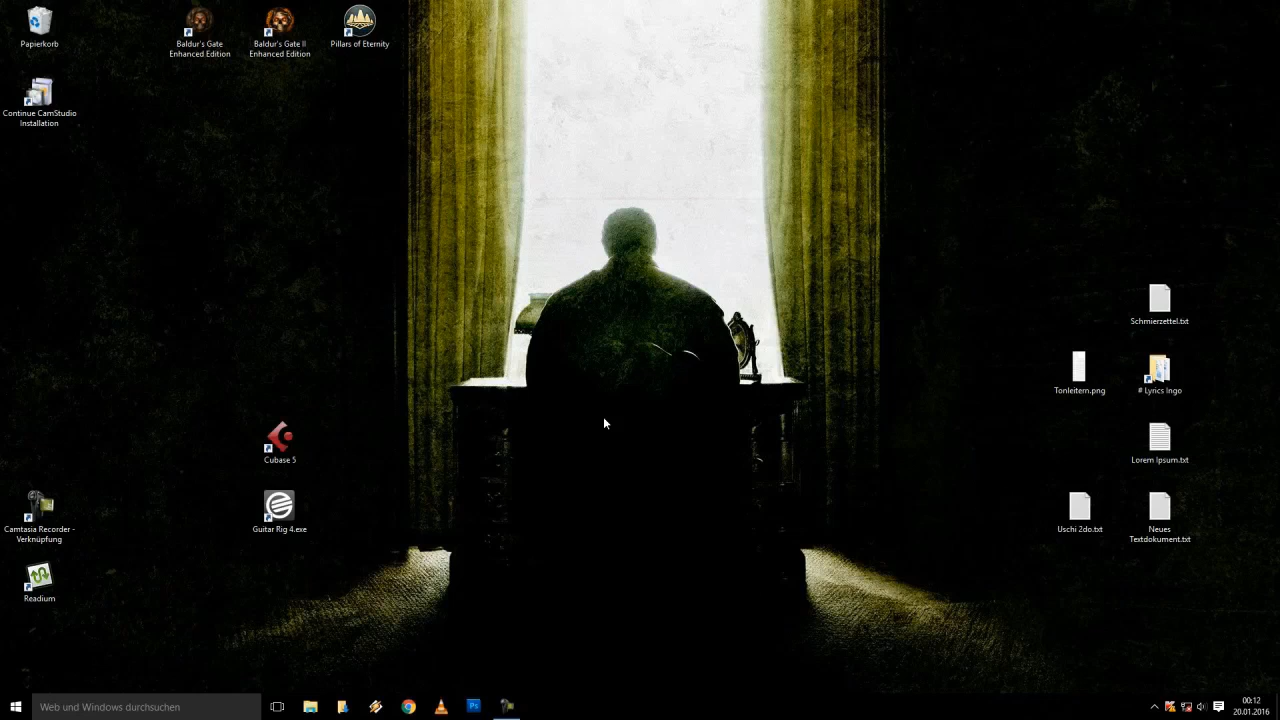 Papierkorb
Baldur's Gate
Enhanced Edition
Baldur's Gate II
Enhanced Edition
Pillars of Eternity
Continue CamStudio
Installation
Schmierzettel.txt
Tonleitern.png
# Lyrics Ingo
Cubase 5
Lorem Ipsum.txt
Camtasia Recorder -
Verknüpfung
Guitar Rig 4.exe
Uschi 2do.txt
Neues
Textdokument.txt
Readium
Web und Windows durchsuchen
Ps
00:12
20.01.2016